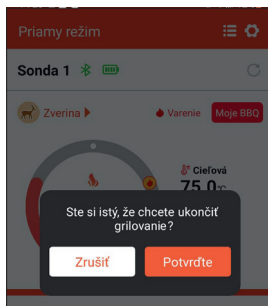 Priamy režim
Sonda 1
Zverina
Varenie
Moje BBQ
Cieľová
75.0°C
Ste si istý, že chcete ukončiť
grilovanie?
Zrušiť
Potvrďte